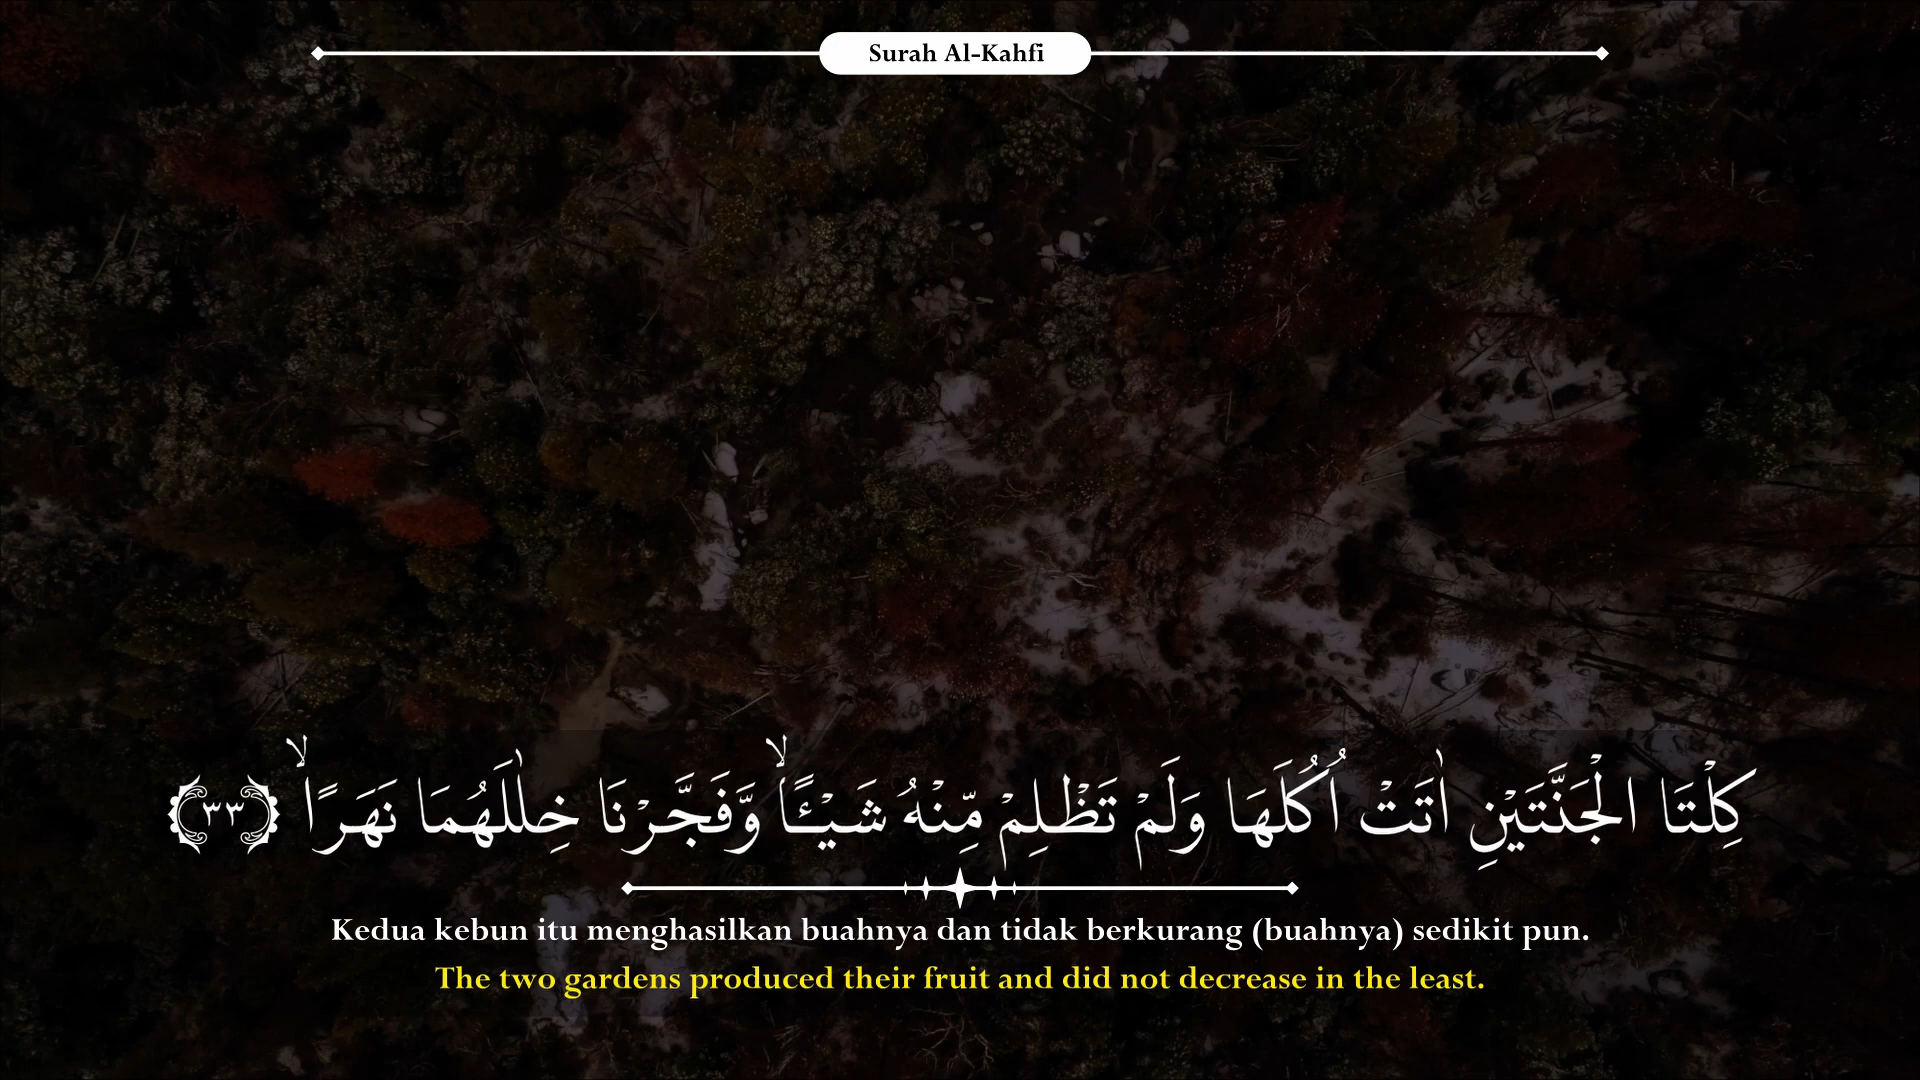 Surah Al-Kahfi
كِلْتَا الْجَنَّتَيْنِ اٰتَتْ اُكُلَهَا وَلَمْ تَظْلِمْ مِّنْهُ شَيْـًٔاۙ وَّفَجَّرْنَا خِلٰلَهُمَا نَهَرًاۙ ﴿٣٣﴾
Kedua kebun itu menghasilkan buahnya dan tidak berkurang (buahnya) sedikit pun.
The two gardens produced their fruit and did not decrease in the least.